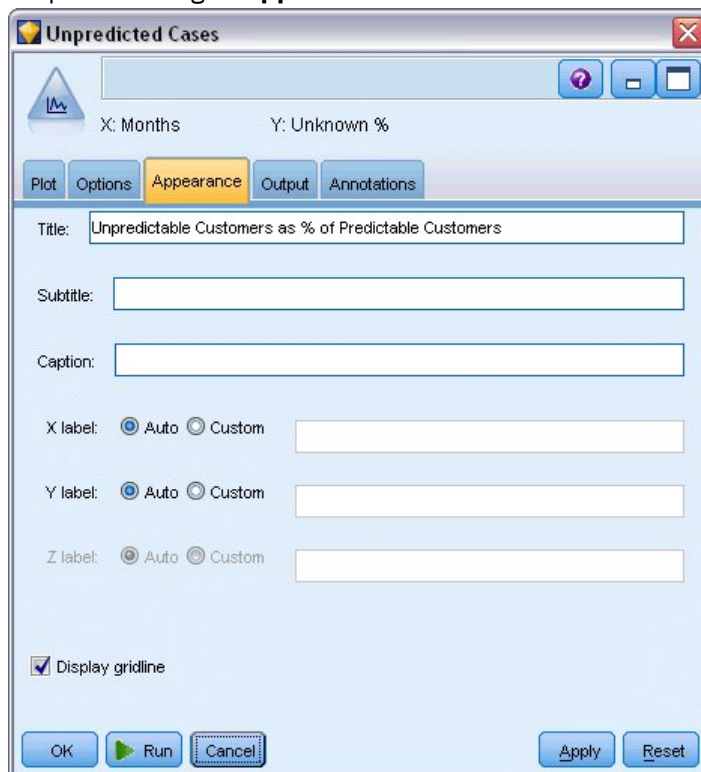 Unpredicted Cases
X: Months Y: Unknown %
Plot Options Appearance Output Annotations
Title: Unpredictable Customers as % of Predictable Customers
Subtitle:
Caption:
X label: Auto Custom
Y label: Auto Custom
Z label: Auto Custom
Display gridline
OK Run Cancel Apply Reset